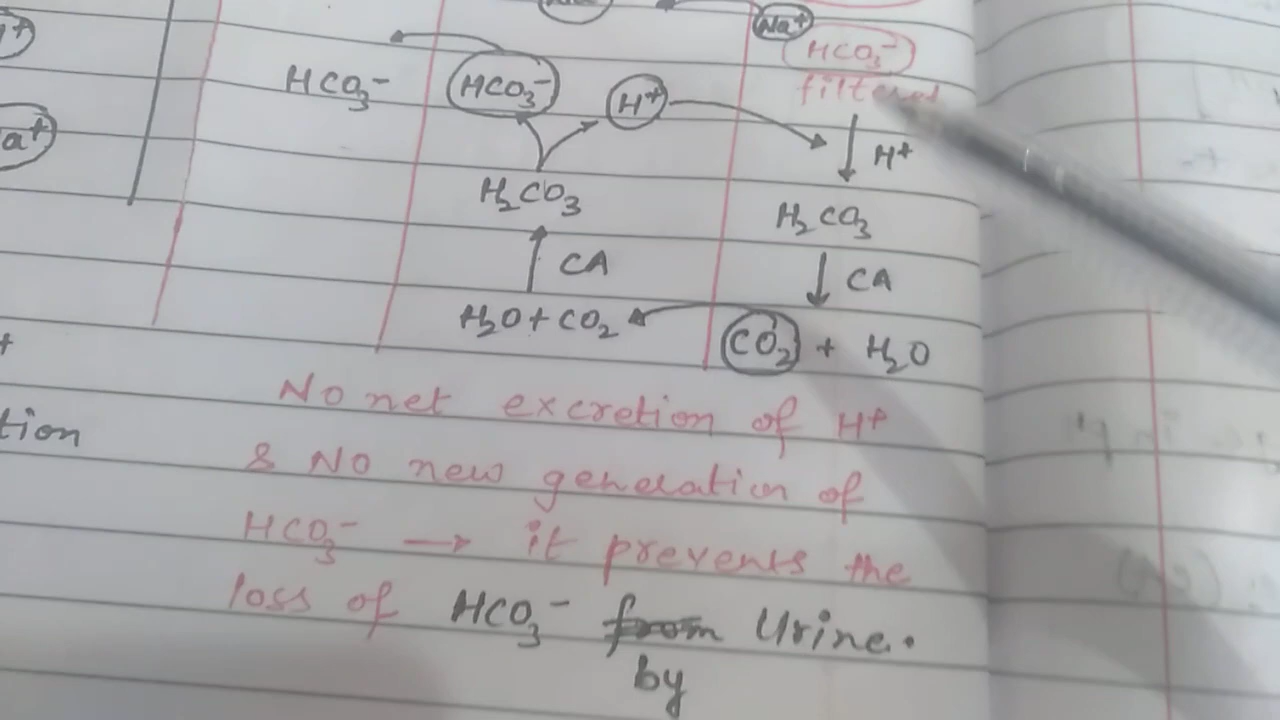 Na+
HCO3-
filtered
HCO3- HCO3- H+
H+
H2CO3 H2CO3
CA CA
H2O + CO2 CO2 + H2O
No net excretion of H+
tion
& No new generation of
HCO3- → it prevents the
loss of HCO3- from Urine.
by